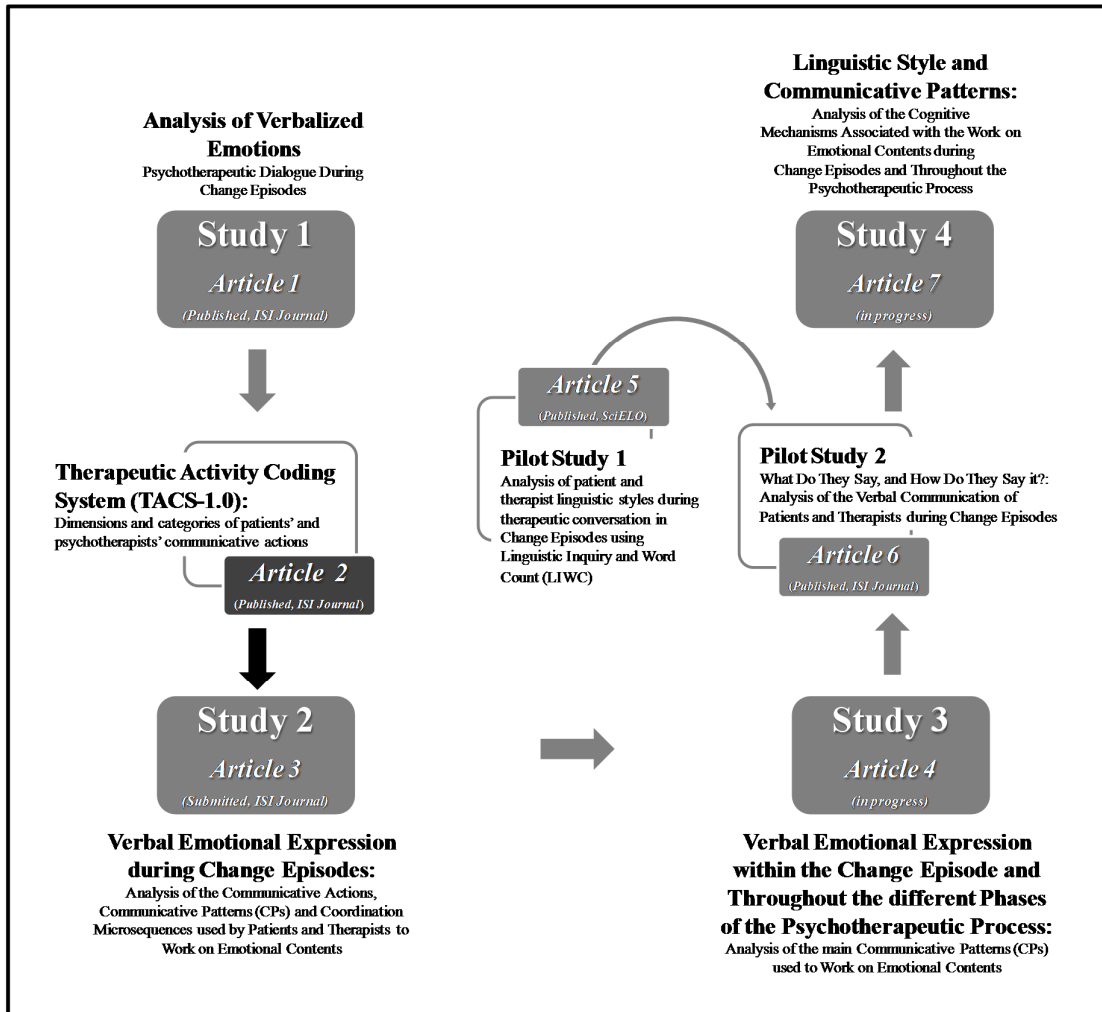 Analysis of Verbalized
Emotions
Psychotherapeutic Dialogue During
Change Episodes
Study 1
Article 1
(Published, ISI Journal)
Therapeutic Activity Coding
System (TACS-1.0):
Dimensions and categories of patients' and
psychotherapists' communicative actions
Article 2
(Published, ISI Journal)
Study 2
Article 3
(Submitted, ISI Journal)
Verbal Emotional Expression
during Change Episodes:
Analysis of the Communicative Actions,
Communicative Patterns (CPs) and Coordination
Microsequences used by Patients and Therapists to
Work on Emotional Contents
Article 5
(Published, SciELO)
Pilot Study 1
Analysis of patient and
therapist linguistic styles during
therapeutic conversation in
Change Episodes using
Linguistic Inquiry and Word
Count (LIWC)
Linguistic Style and
Communicative Patterns:
Analysis of the Cognitive
Mechanisms Associated with the Work on
Emotional Contents during
Change Episodes and Throughout the
Psychotherapeutic Process
Study 4
Article 7
(in progress)
Pilot Study 2
What Do They Say, and How Do They Say it?:
Analysis of the Verbal Communication of
Patients and Therapists during Change Episodes
Article 6
(Published, ISI Journal)
Study 3
Article 4
(in progress)
Verbal Emotional Expression
within the Change Episode and
Throughout the different Phases
of the Psychotherapeutic Process:
Analysis of the main Communicative Patterns (CPs)
used to Work on Emotional Contents